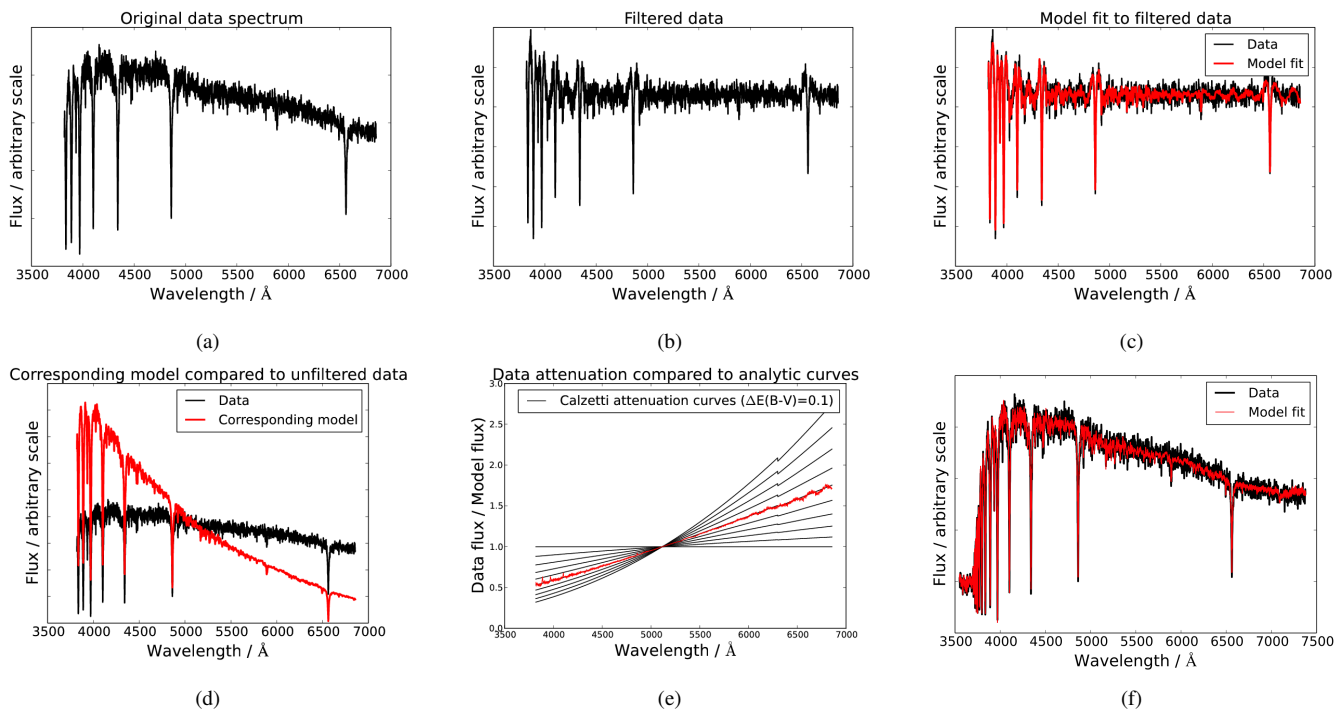 Original data spectrum
Flux / arbitrary scale
3500 4000 4500 5000 5500 6000 6500 7000
Wavelength / Å
(a)
Filtered data
Flux / arbitrary scale
3500 4000 4500 5000 5500 6000 6500 7000
Wavelength / Å
(b)
Model fit to filtered data
Data
Model fit
Flux / arbitrary scale
3500 4000 4500 5000 5500 6000 6500 7000
Wavelength / Å
(c)
Corresponding model compared to unfiltered data
Data
Corresponding model
Flux / arbitrary scale
3500 4000 4500 5000 5500 6000 6500 7000
Wavelength / Å
(d)
Data attenuation compared to analytic curves
Calzetti attenuation curves (ΔE(B-V)=0.1)
Data flux / Model flux)
3.0
2.5
2.0
1.5
1.0
0.5
0.0
3500 4000 4500 5000 5500 6000 6500 7000
Wavelength / Å
(e)
Data
Model fit
Flux / arbitrary scale
3500 4000 4500 5000 5500 6000 6500 7000 7500
Wavelength / Å
(f)